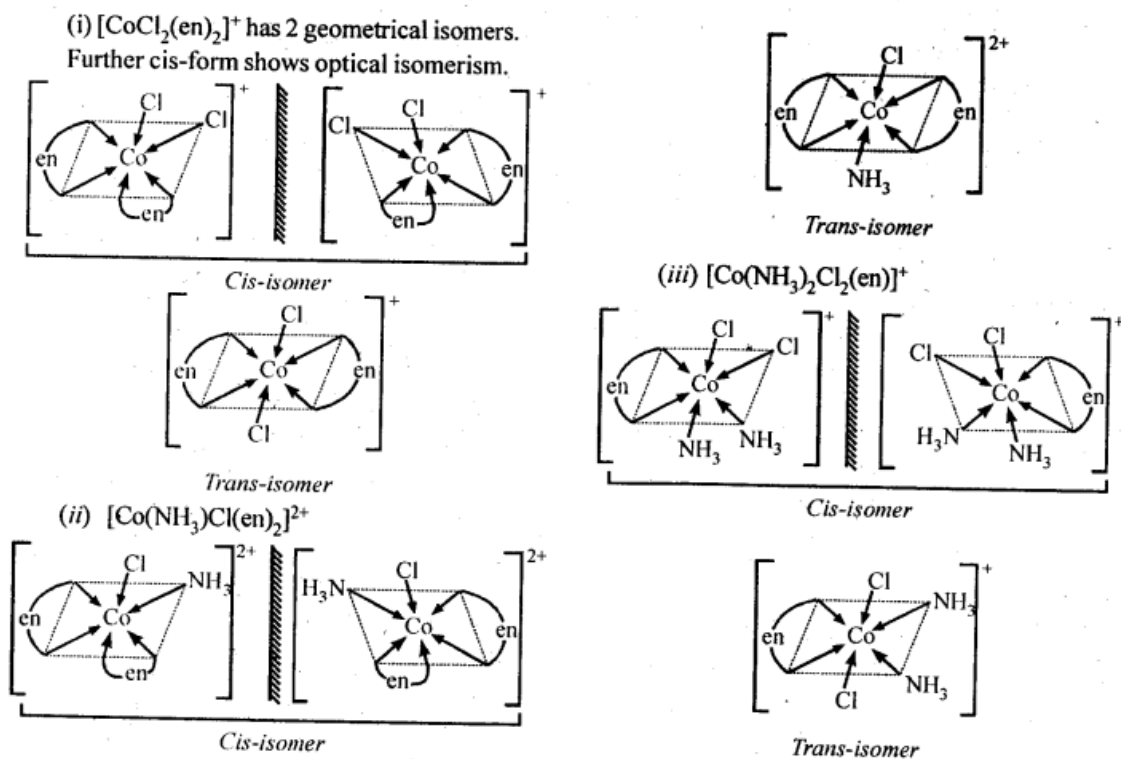 (i) [CoCl₂(en)₂]⁺ has 2 geometrical isomers.
Further cis-form shows optical isomerism.
+
+
Cl
Cl
Cl
Cl
Co
Co
en
en
en
en
Cis-isomer
+
Cl
en
Co
en
Cl
Trans-isomer
(ii) [Co(NH₃)Cl(en)₂]²⁺
2+
2+
Cl
NH₃
H₃N
Cl
en
Co
Co
en
en
en
Cis-isomer
2+
Cl
en
Co
en
NH₃
Trans-isomer
(iii) [Co(NH₃)₂Cl₂(en)]⁺
+
+
Cl
Cl
Cl
Cl
en
Co
Co
en
NH₃
NH₃
H₃N
NH₃
Cis-isomer
+
Cl
NH₃
en
Co
Cl
NH₃
Trans-isomer